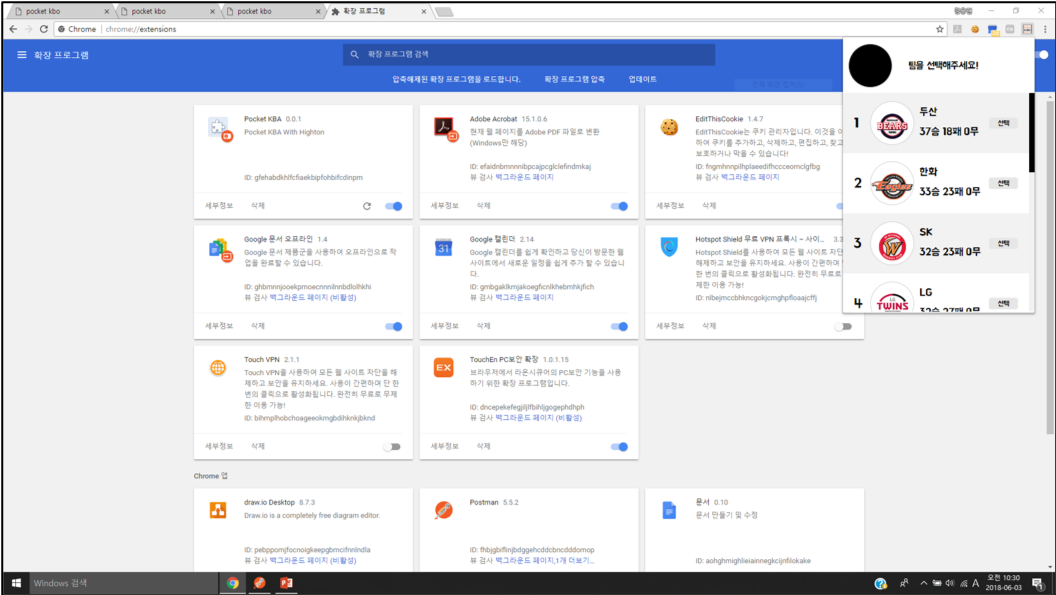 pocket kbo
pocket kbo
pocket kbo
확장 프로그램
Chrome chrome://extensions
확장 프로그램
확장 프로그램 검색
압축해제된 확장 프로그램을 로드합니다. 확장 프로그램 압축 업데이트
팀을 선택해주세요!
1 두산
37승 18패 0무
선택
2 한화
33승 23패 0무
선택
3 SK
32승 23패 0무
선택
4 LG
32승 27패 0무
선택
BEARS
Eagles
W
LG
TWINS
Pocket KBA 0.0.1
Pocket KBA With Highton
ID: gfehabdkhlfcfiaekbipfohbifcdinpm
세부정보 삭제
Adobe Acrobat 15.1.0.6
현재 웹 페이지를 Adobe PDF 파일로 변환
(Windows만 해당)
ID: efaidnbmnnnibpcajpcglclefindmkaj
뷰 검사 백그라운드 페이지
세부정보 삭제
EditThisCookie 1.4.7
EditThisCookie는 쿠키 관리자입니다. 이것을 이
하여 쿠키를 추가하고, 삭제하고, 편집하고, 찾고
보호하거나 막을 수 있습니다!
ID: fngmhnnpilhplaeedifhccceomclgfbg
뷰 검사 백그라운드 페이지
세부정보 삭제
Google 문서 오프라인 1.4
Google 문서 제품군을 사용하여 오프라인으로 작
업을 완료할 수 있습니다.
ID: ghbmnnjooekpmoecnnnilnnbdlolhkhi
뷰 검사 백그라운드 페이지 (비활성)
세부정보 삭제
31
Google 캘린더 2.14
Google 캘린더를 쉽게 확인하고 당신이 방문한 웹
사이트에서 새로운 일정을 쉽게 추가 할 수 있습니
다.
ID: gmbgaklkmjakoegficnlkhebmhkjfich
뷰 검사 백그라운드 페이지
세부정보 삭제
Hotspot Shield 무료 VPN 프록시 – 사이... 3.3
Hotspot Shield를 사용하여 모든 웹 사이트 차단
해제하고 보안을 유지하세요. 사용이 간편하며
한 번의 클릭으로 활성화됩니다. 완전히 무료로
제한 이용 가능!
ID: nlbejmccbhkncgokjcmghpfloaajcffj
세부정보 삭제
Touch VPN 2.1.1
Touch VPN을 사용하여 모든 웹 사이트 차단을 해
제하고 보안을 유지하세요. 사용이 간편하며 단 한
번의 클릭으로 활성화됩니다. 완전히 무료로 무제
한 이용 가능!
ID: bihmplhobchoageeokmgbdihknkjbknd
세부정보 삭제
EX
TouchEn PC보안 확장 1.0.1.15
브라우저에서 라온시큐어의 PC보안 기능을 사용
하기 위한 확장 프로그램입니다.
ID: dncepekefegjiljlfbihljgogephdhph
뷰 검사 백그라운드 페이지 (비활성)
세부정보 삭제
Chrome 앱
draw.io Desktop 8.7.3
Draw.io is a completely free diagram editor.
ID: pebppomjfocnoigkeepgbmcifnnlndla
뷰 검사 백그라운드 페이지 (비활성)
Postman 5.5.2
ID: fhbjgbiflinjbdggehcddcbncdddomop
뷰 검사 백그라운드 페이지,1개 더보기...
문서 0.10
문서 만들기 및 수정
ID: aohghmighlieiainnegkcijnfilokake
Windows 검색
A
오전 10:30
2018-06-03